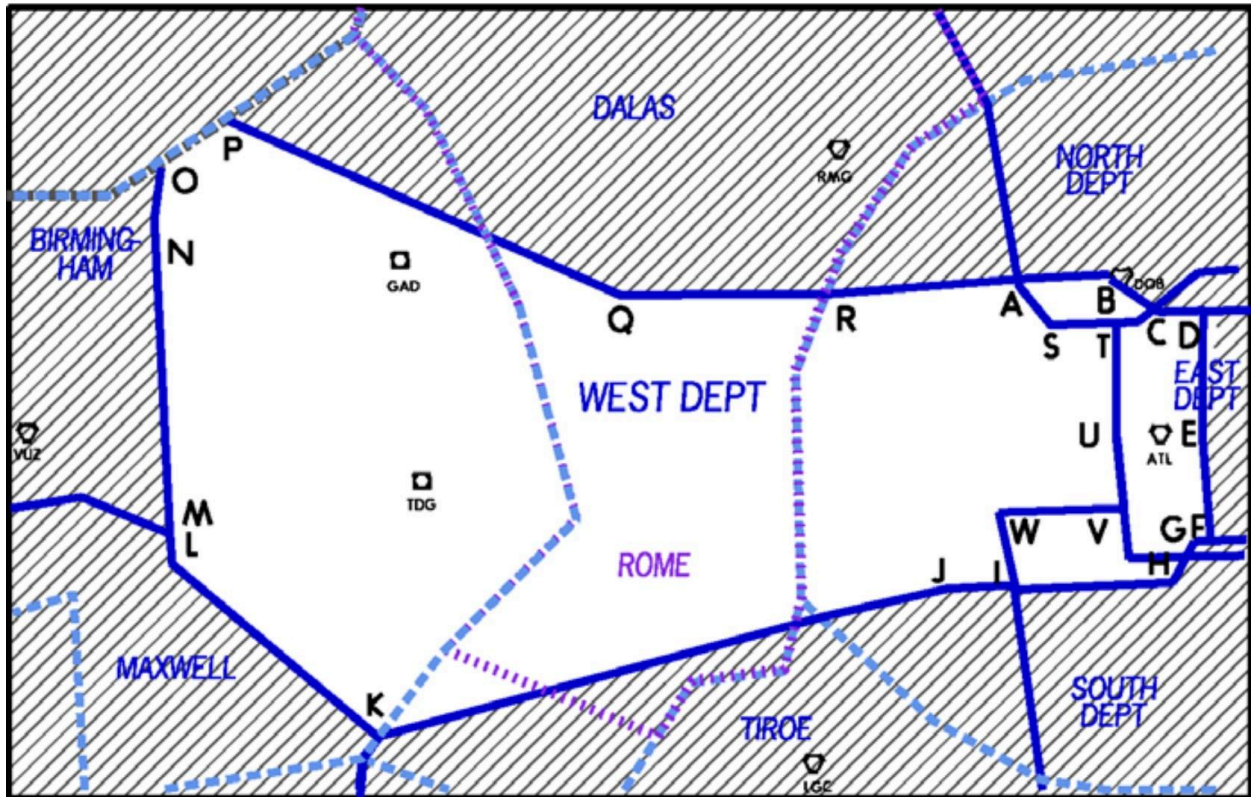 P
DALAS
RMG
NORTH
DEPT
O
BIRMING-
HAM
N
GAD
Q
R
A
B
DOB
S
T
C
D
WEST DEPT
EAST
DEPT
VUZ
U
ATL
E
TDG
M
L
W
V
G
F
ROME
J
I
H
MAXWELL
K
TIROE
SOUTH
DEPT
LGC